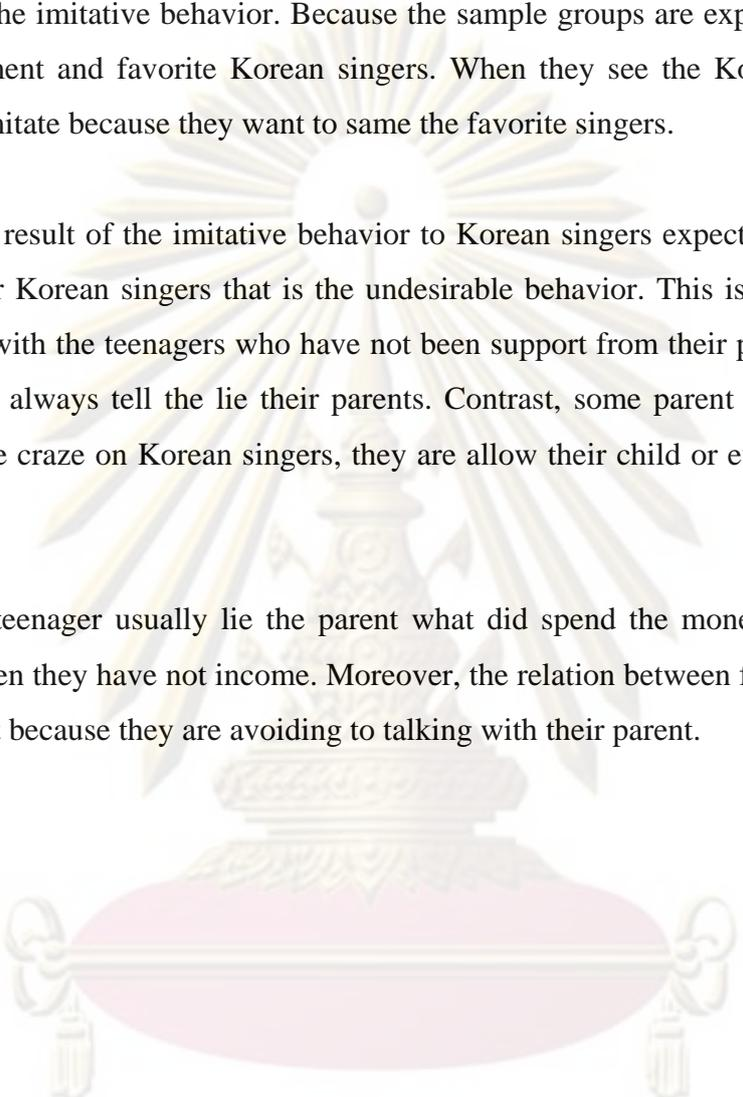 he imitative behavior. Because the sample groups are exp
nent and favorite Korean singers. When they see the Ko
nitate because they want to same the favorite singers.
result of the imitative behavior to Korean singers expect
r Korean singers that is the undesirable behavior. This is
with the teenagers who have not been support from their p
always tell the lie their parents. Contrast, some parent
e craze on Korean singers, they are allow their child or e
teenager usually lie the parent what did spend the mone
en they have not income. Moreover, the relation between f
because they are avoiding to talking with their parent.